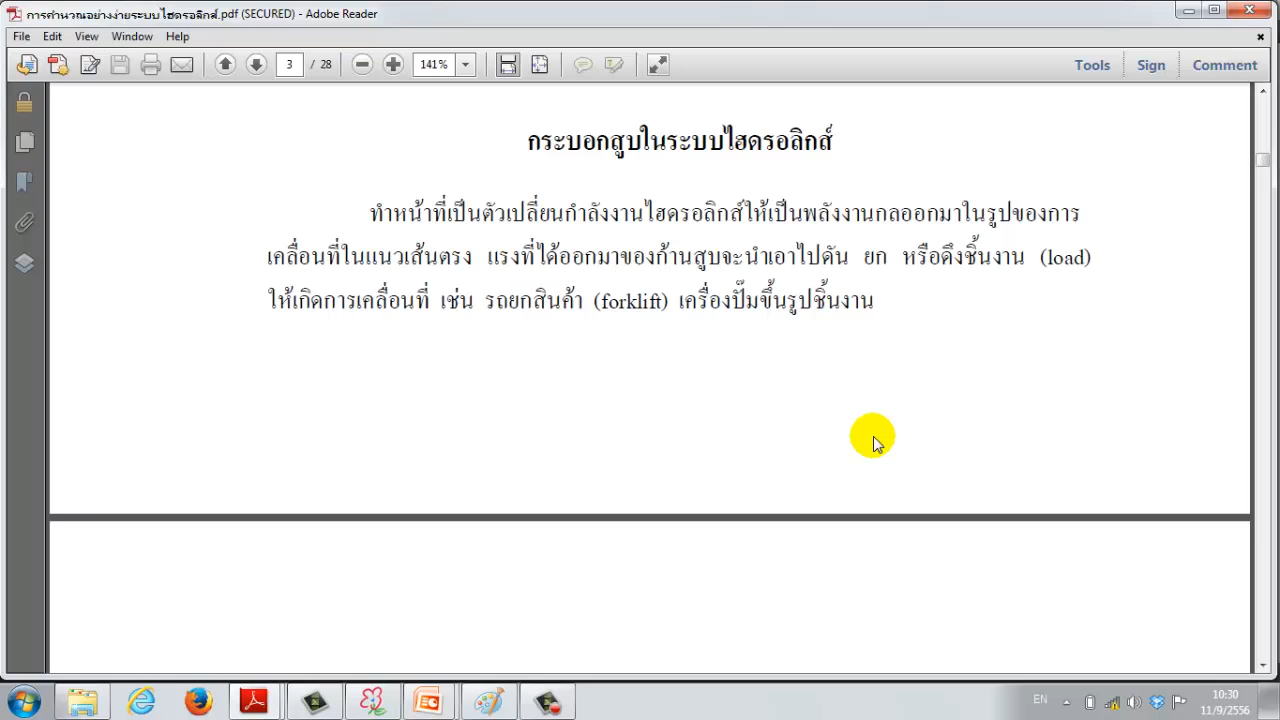 การคำนวณอย่างง่ายระบบไฮดรอลิกส์.pdf (SECURED) - Adobe Reader
File Edit View Window Help
3 / 28 141% Tools Sign Comment
กระบอกสูบในระบบไฮดรอลิกส์
ทำหน้าที่เป็นตัวเปลี่ยนกำลังงานไฮดรอลิกส์ให้เป็นพลังงานกลออกมาในรูปของการ
เคลื่อนที่ในแนวเส้นตรง แรงที่ได้ออกมาของก้านสูบจะนำเอาไปดัน ยก หรือดึงชิ้นงาน (load)
ให้เกิดการเคลื่อนที่ เช่น รถยกสินค้า (forklift) เครื่องปั๊มขึ้นรูปชิ้นงาน
EN
10:30
11/9/2556